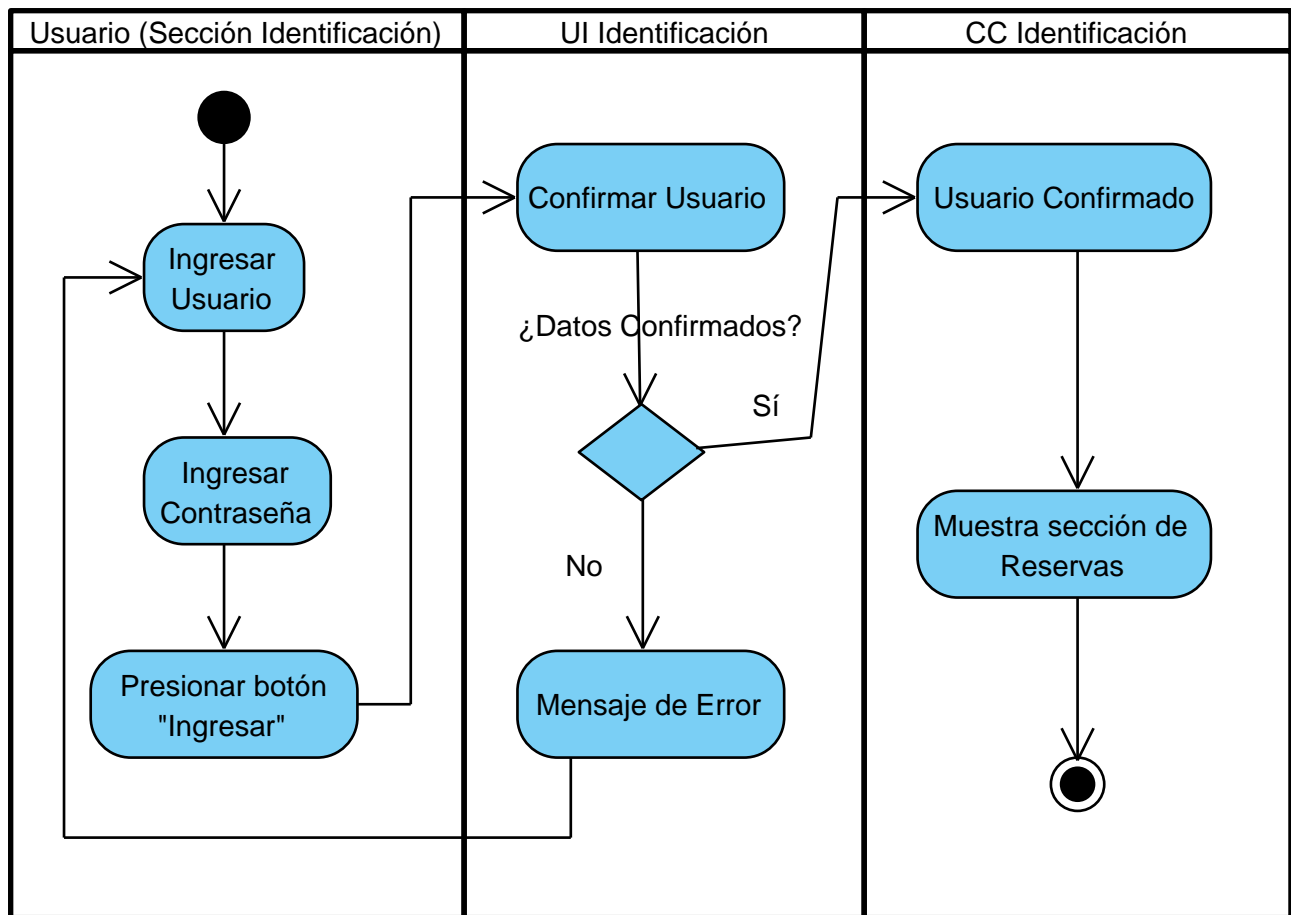 Usuario (Sección Identificación)
UI Identificación
CC Identificación
Ingresar
Usuario
Ingresar
Contraseña
Presionar botón
"Ingresar"
Confirmar Usuario
¿Datos Confirmados?
Sí
No
Mensaje de Error
Usuario Confirmado
Muestra sección de
Reservas